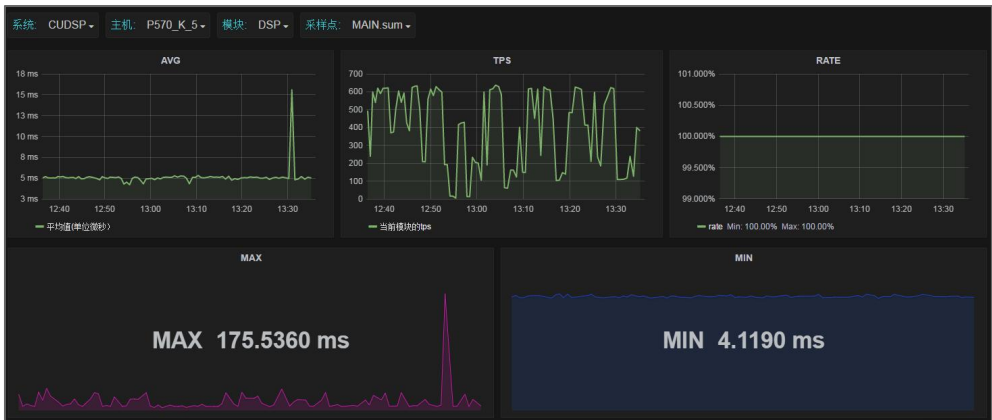 系统: CUDSP 主机: P570_K_5 模块: DSP 采样点: MAIN.sum
AVG
18 ms
15 ms
13 ms
10 ms
8 ms
5 ms
3 ms
12:40 12:50 13:00 13:10 13:20 13:30
平均值(单位微秒)
TPS
700
600
500
400
300
200
100
0
12:40 12:50 13:00 13:10 13:20 13:30
当前模块的tps
RATE
101.000%
100.500%
100.000%
99.500%
99.000%
12:40 12:50 13:00 13:10 13:20 13:30
rate Min: 100.00% Max: 100.00%
MAX
MAX 175.5360 ms
MIN
MIN 4.1190 ms